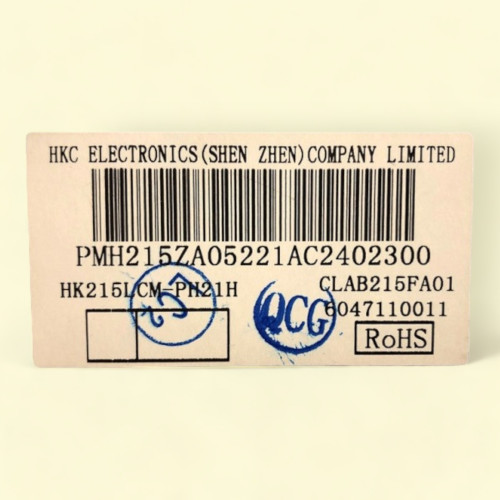 HKC ELECTRONICS(SHEN ZHEN)COMPANY LIMITED
PMH215ZA05221AC2402300
HK215LCM-PH21H
CLAB215FA01
6047110011
QCG
RoHS